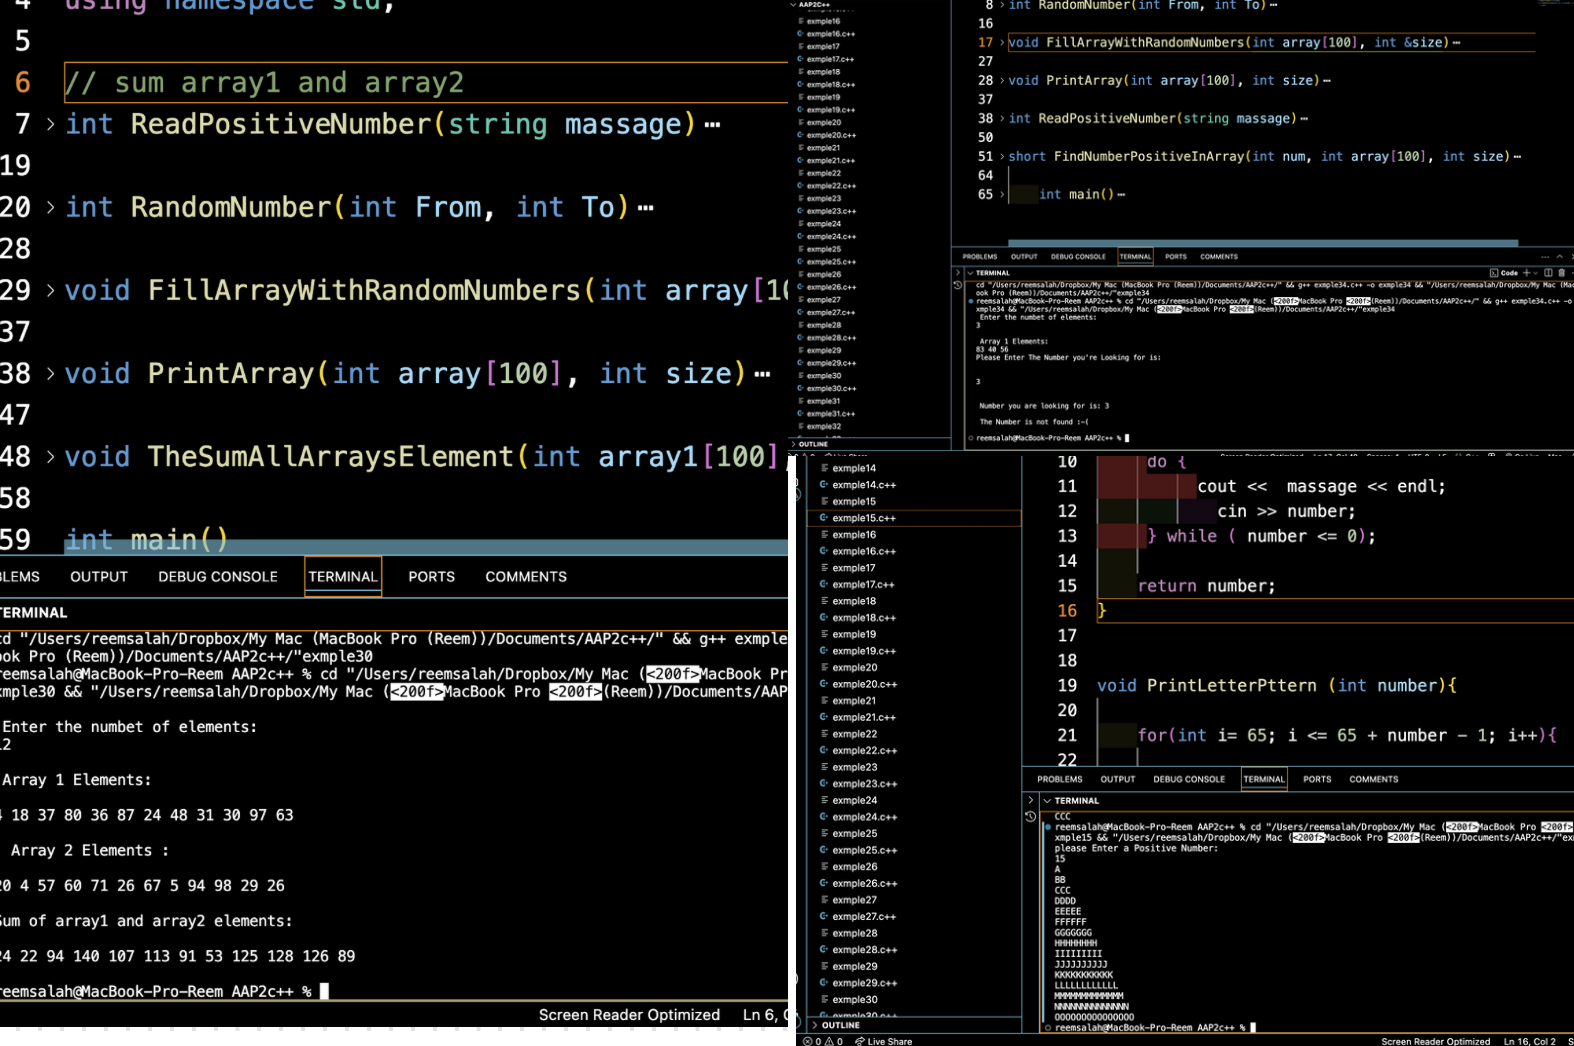 4 using namespace std;
5
6 // sum array1 and array2
7 int ReadPositiveNumber(string massage)
19
20 int RandomNumber(int From, int To)
28
29 void FillArrayWithRandomNumbers(int array[10
37
38 void PrintArray(int array[100], int size)
47
48 void TheSumAllArraysElement(int array1[100],
58
59 int main()
BLEMS OUTPUT DEBUG CONSOLE TERMINAL PORTS COMMENTS
TERMINAL
cd "/Users/reemsalah/Dropbox/My Mac (MacBook Pro (Reem))/Documents/AAP2c++/" && g++ exmple
ook Pro (Reem))/Documents/AAP2c++/"exmple30
reemsalah@MacBook-Pro-Reem AAP2c++ % cd "/Users/reemsalah/Dropbox/My Mac (<200f>MacBook Pr
xmple30 && "/Users/reemsalah/Dropbox/My Mac (<200f>MacBook Pro <200f>(Reem))/Documents/AAP
Enter the numbet of elements:
12
Array 1 Elements:
4 18 37 80 36 87 24 48 31 30 97 63
Array 2 Elements :
20 4 57 60 71 26 67 5 94 98 29 26
Sum of array1 and array2 elements:
24 22 94 140 107 113 91 53 125 128 126 89
reemsalah@MacBook-Pro-Reem AAP2c++ %
Screen Reader Optimized Ln 6,
AAP2C++
exmple16
exmple16.c++
exmple17
exmple17.c++
exmple18
exmple18.c++
exmple19
exmple19.c++
exmple20
exmple20.c++
exmple21
exmple21.c++
exmple22
exmple22.c++
exmple23
exmple23.c++
exmple24
exmple24.c++
exmple25
exmple25.c++
exmple26
exmple26.c++
exmple27
exmple27.c++
exmple28
exmple28.c++
exmple29
exmple29.c++
exmple30
exmple30.c++
exmple31
exmple31.c++
exmple32
OUTLINE
8 int RandomNumber(int From, int To)
16
17 void FillArrayWithRandomNumbers(int array[100], int &size)
27
28 void PrintArray(int array[100], int size)
37
38 int ReadPositiveNumber(string massage)
50
51 short FindNumberPositiveInArray(int num, int array[100], int size)
64
65 int main()
PROBLEMS OUTPUT DEBUG CONSOLE TERMINAL PORTS COMMENTS
TERMINAL Code
cd "/Users/reemsalah/Dropbox/My Mac (MacBook Pro (Reem))/Documents/AAP2c++/" && g++ exmple34.c++ -o exmple34 && "/Users/reemsalah/Dropbox/My Mac (Mac
ook Pro (Reem))/Documents/AAP2c++/"exmple34
reemsalah@MacBook-Pro-Reem AAP2c++ % cd "/Users/reemsalah/Dropbox/My Mac (<200f>MacBook Pro <200f>(Reem))/Documents/AAP2c++/" && g++ exmple34.c++ -o
xmple34 && "/Users/reemsalah/Dropbox/My Mac (<200f>MacBook Pro <200f>(Reem))/Documents/AAP2c++/"exmple34
Enter the numbet of elements:
3
Array 1 Elements:
83 40 56
Please Enter The Number you're Looking for is:
3
Number you are looking for is: 3
The Number is not found :-(
reemsalah@MacBook-Pro-Reem AAP2c++ %
exmple14
exmple14.c++
exmple15
exmple15.c++
exmple16
exmple16.c++
exmple17
exmple17.c++
exmple18
exmple18.c++
exmple19
exmple19.c++
exmple20
exmple20.c++
exmple21
exmple21.c++
exmple22
exmple22.c++
exmple23
exmple23.c++
exmple24
exmple24.c++
exmple25
exmple25.c++
exmple26
exmple26.c++
exmple27
exmple27.c++
exmple28
exmple28.c++
exmple29
exmple29.c++
exmple30
exmple30.c++
OUTLINE
10 do {
11 cout << massage << endl;
12 cin >> number;
13 } while ( number <= 0);
14
15 return number;
16 }
17
18
19 void PrintLetterPttern (int number){
20
21 for(int i= 65; i <= 65 + number - 1; i++){
22
PROBLEMS OUTPUT DEBUG CONSOLE TERMINAL PORTS COMMENTS
TERMINAL
CCC
reemsalah@MacBook-Pro-Reem AAP2c++ % cd "/Users/reemsalah/Dropbox/My Mac (<200f>MacBook Pro <200f>
xmple15 && "/Users/reemsalah/Dropbox/My Mac (<200f>MacBook Pro <200f>(Reem))/Documents/AAP2c++/"ex
please Enter a Positive Number:
15
A
BB
CCC
DDDD
EEEEE
FFFFFF
GGGGGGG
HHHHHHHH
IIIIIIIII
JJJJJJJJJJ
KKKKKKKKKKK
LLLLLLLLLLLL
MMMMMMMMMMMMM
NNNNNNNNNNNNNN
OOOOOOOOOOOOOOO
reemsalah@MacBook-Pro-Reem AAP2c++ %
0 0 Live Share Screen Reader Optimized Ln 16, Col 2